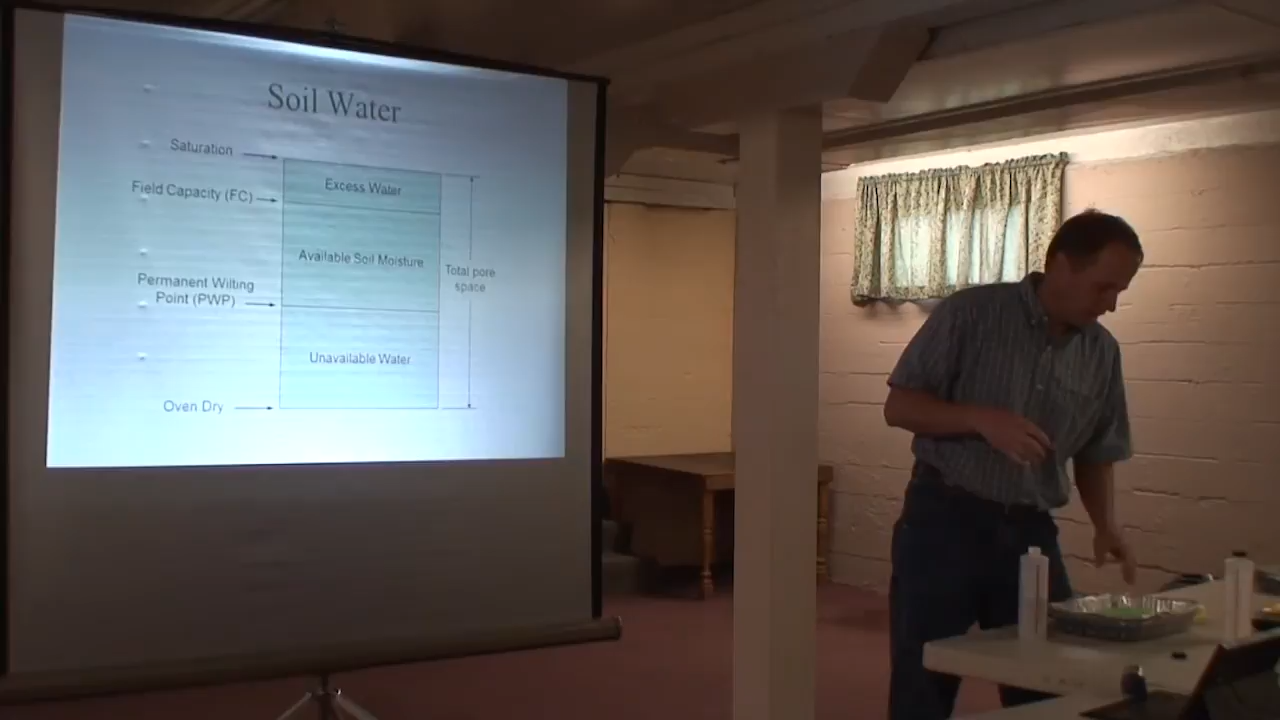 Soil Water
Saturation
Excess Water
Field Capacity (FC)
Available Soil Moisture
Total pore
space
Permanent Wilting
Point (PWP)
Unavailable Water
Oven Dry